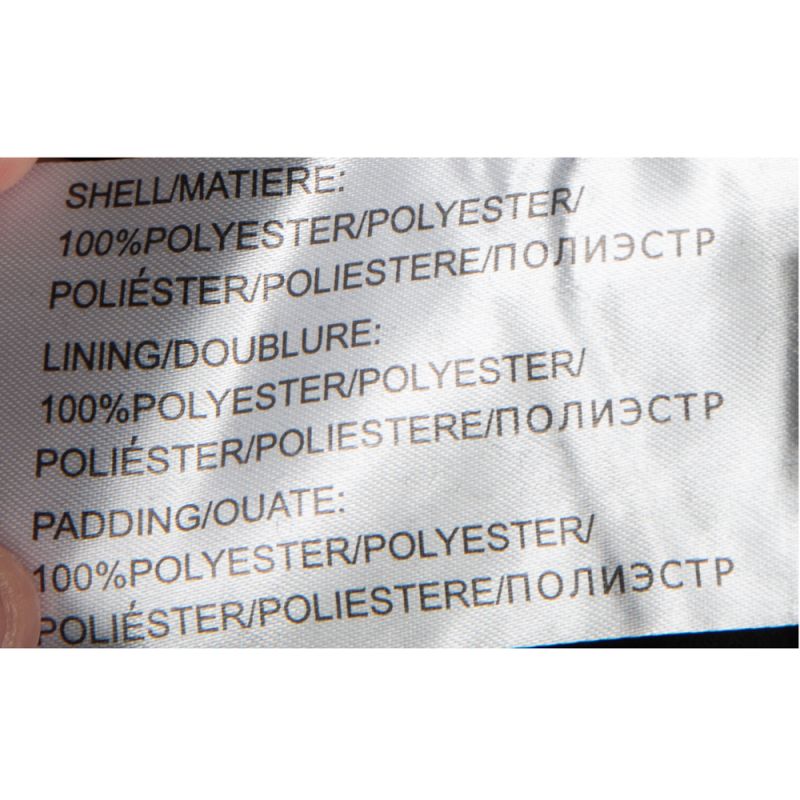 SHELL/MATIERE:
100%POLYESTER/POLYESTER/
POLIÉSTER/POLIESTERE/ПОЛИЭСТР
LINING/DOUBLURE:
100%POLYESTER/POLYESTER/
POLIÉSTER/POLIESTERE/ПОЛИЭСТР
PADDING/OUATE:
100%POLYESTER/POLYESTER/
POLIÉSTER/POLIESTERE/ПОЛИЭСТР